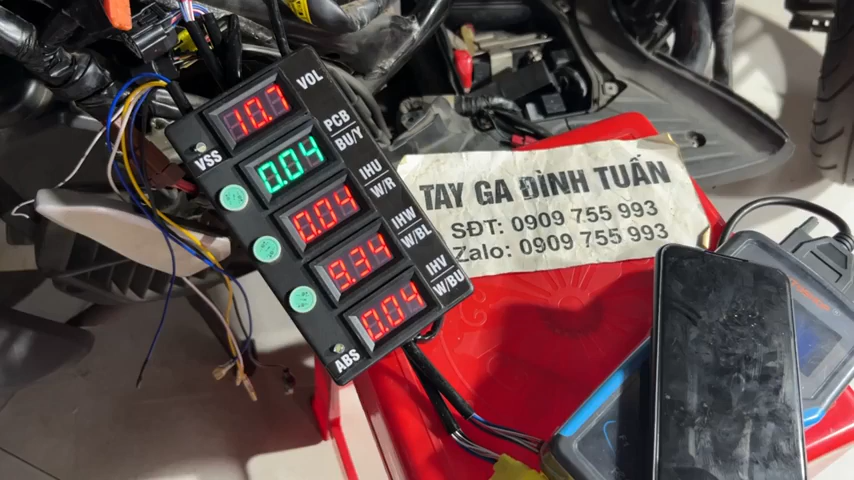 10.7
VOL
PCB
BU/Y
0.04
VSS
IHU
W/R
0.04
IHW
W/BL
9.34
IHV
W/BU
0.04
ABS
TAY GA ĐÌNH TUẤN
SĐT: 0909 755 993
Zalo: 0909 755 993